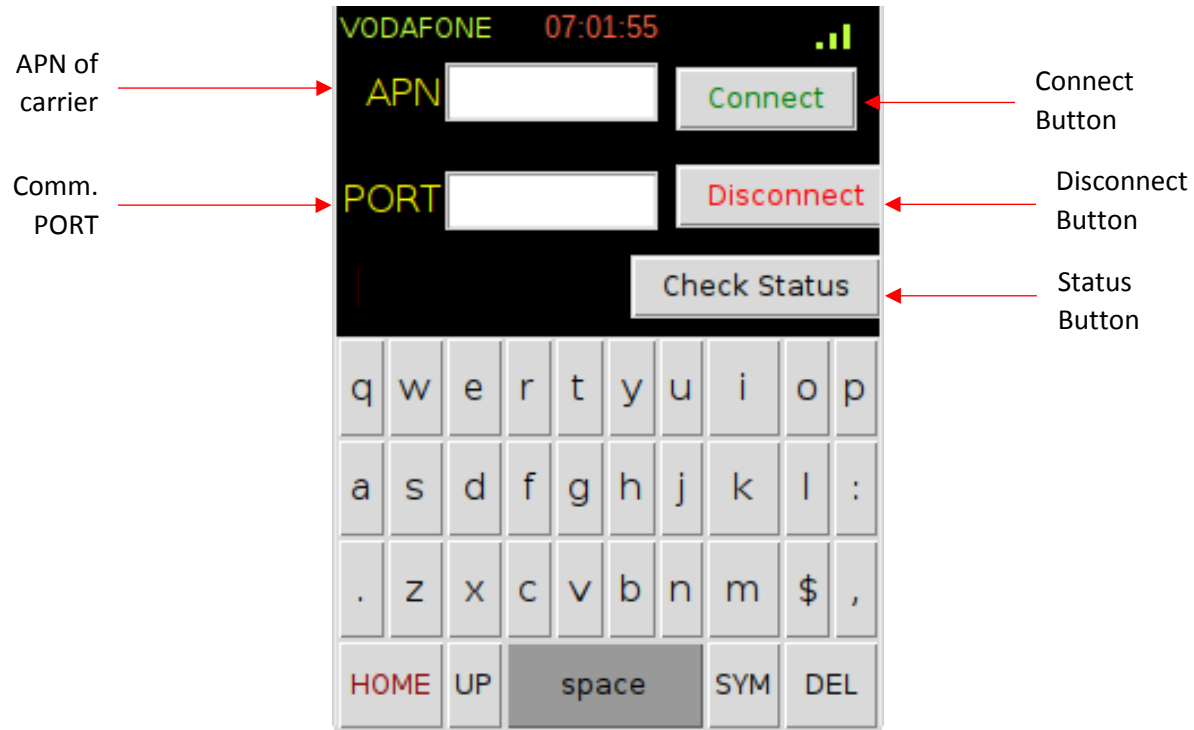 VODAFONE 07:01:55
APN of
carrier
APN
Connect
Connect
Button
Comm.
PORT
PORT
Disconnect
Disconnect
Button
Check Status
Status
Button
q w e r t y u i o p
a s d f g h j k l :
. z x c v b n m $ ,
HOME UP space SYM DEL